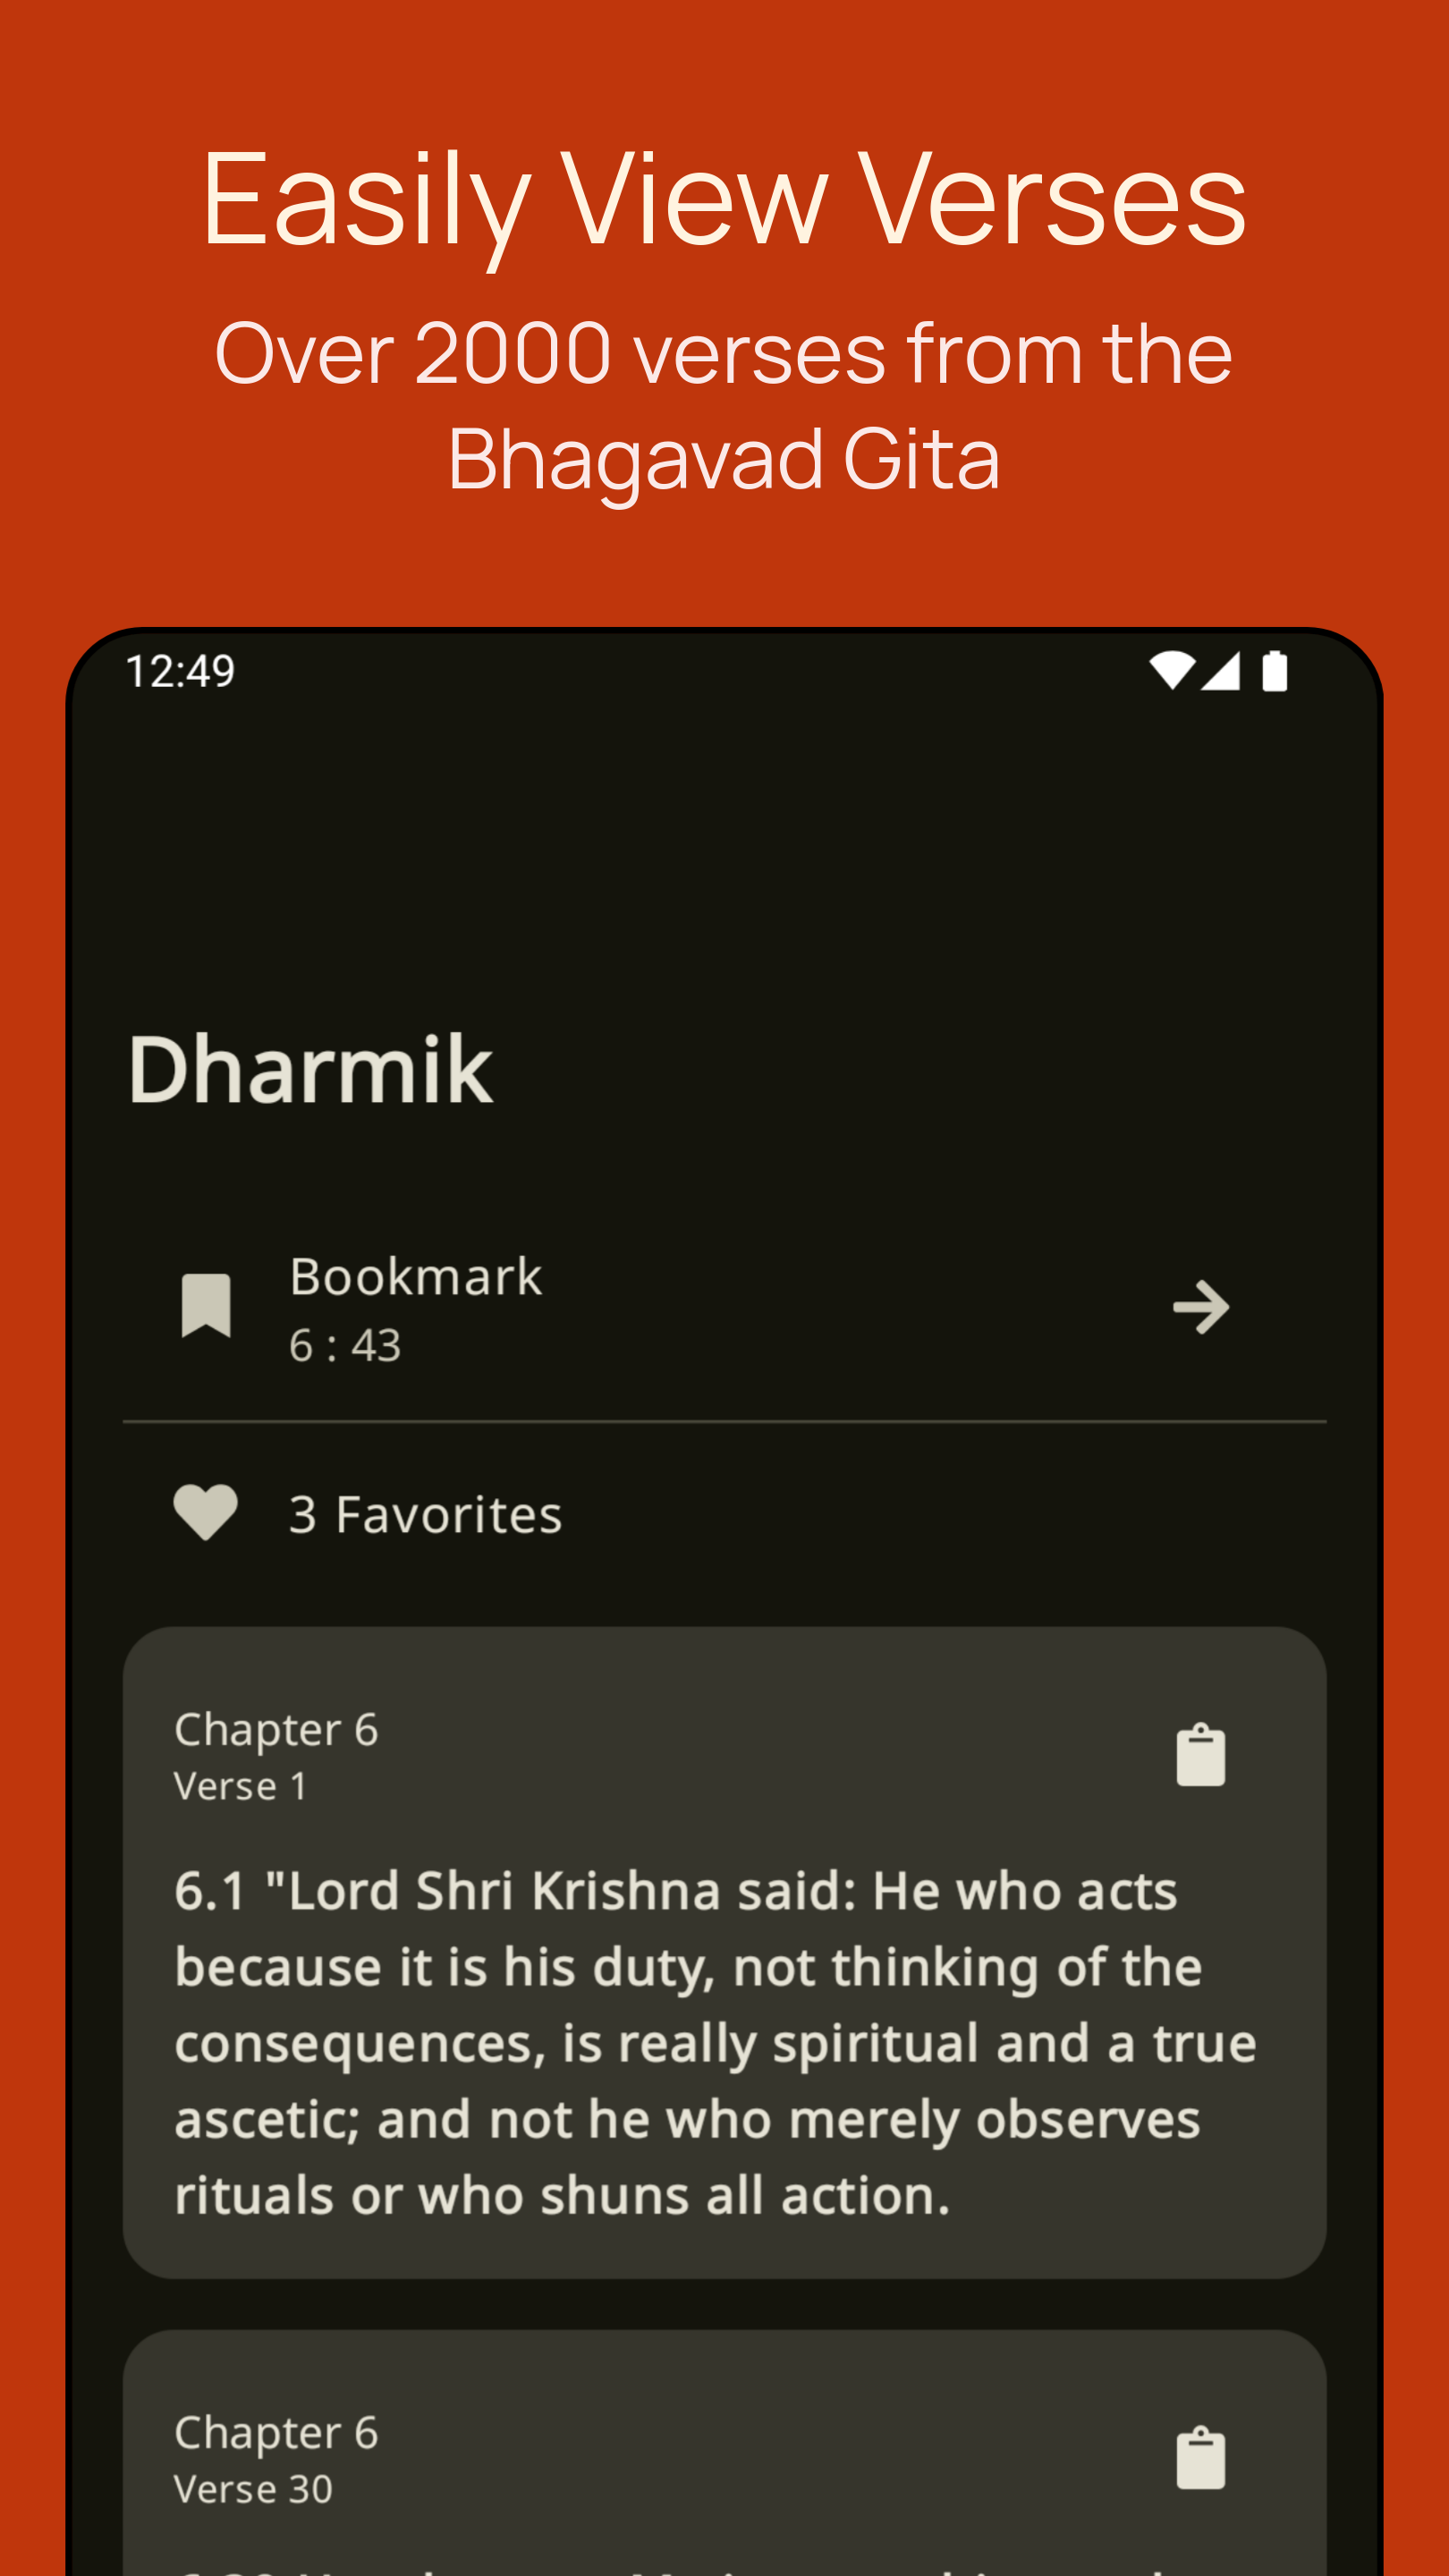 Easily View Verses
Over 2000 verses from the
Bhagavad Gita
12:49
Dharmik
Bookmark
6 : 43
3 Favorites
Chapter 6
Verse 1
6.1 "Lord Shri Krishna said: He who acts
because it is his duty, not thinking of the
consequences, is really spiritual and a true
ascetic; and not he who merely observes
rituals or who shuns all action.
Chapter 6
Verse 30